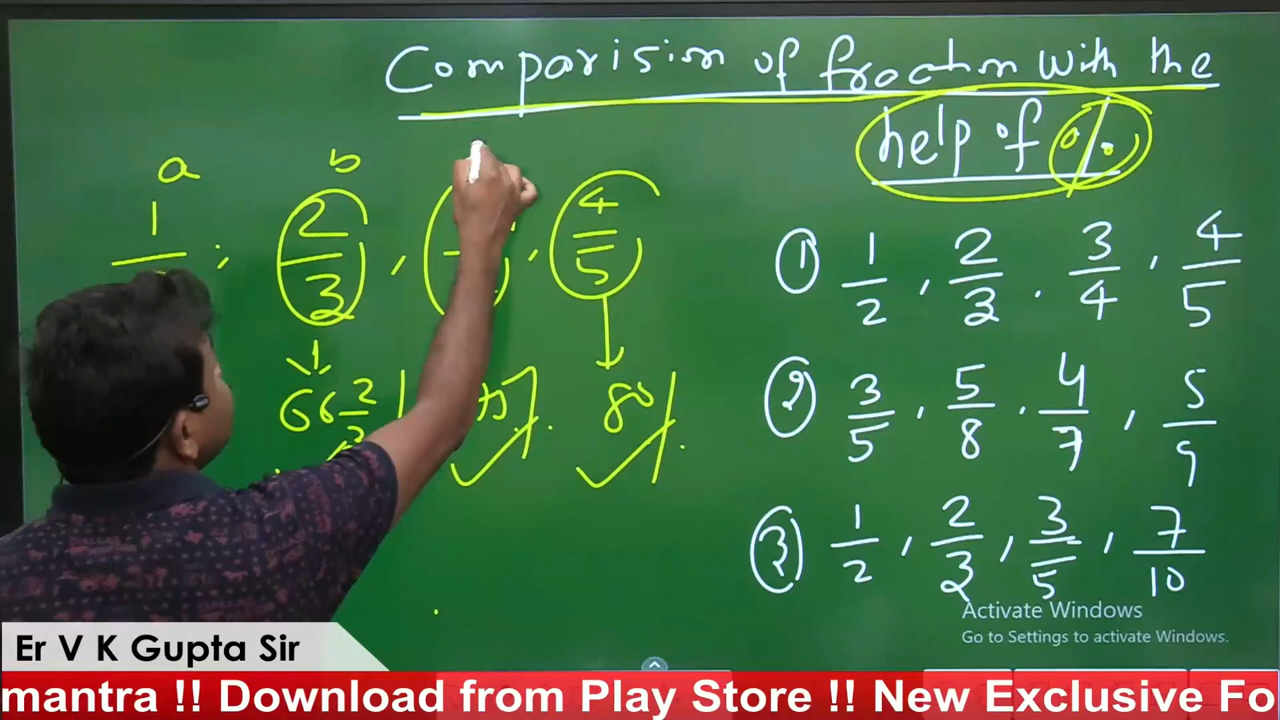 Comparision of fraction with the
help of %
a b
1/ , 2/3 , , 4/5
66 2/3 75% 80%
① 1/2 , 2/3 . 3/4 , 4/5
② 3/5 , 5/8 . 4/7 , 5/9
③ 1/2 , 2/3 , 3/5 , 7/10
Activate Windows
Go to Settings to activate Windows.
Er V K Gupta Sir
mantra !! Download from Play Store !! New Exclusive Fo